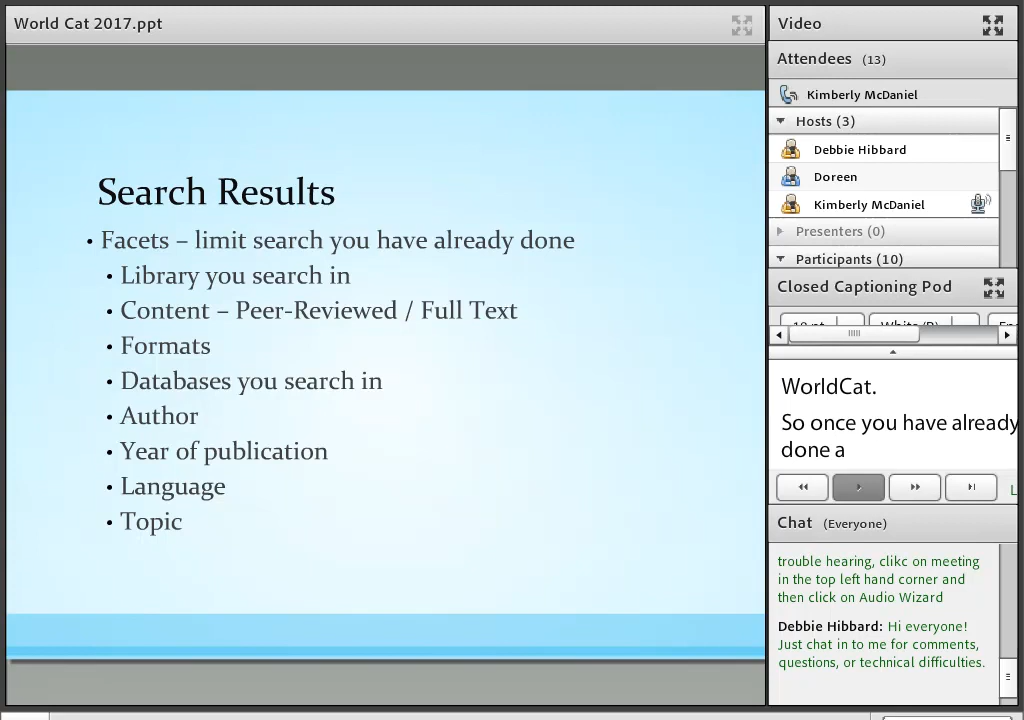 World Cat 2017.ppt
Search Results
• Facets – limit search you have already done
• Library you search in
• Content – Peer-Reviewed / Full Text
• Formats
• Databases you search in
• Author
• Year of publication
• Language
• Topic
Video
Attendees (13)
Kimberly McDaniel
Hosts (3)
Debbie Hibbard
Doreen
Kimberly McDaniel
Presenters (0)
Participants (10)
Closed Captioning Pod
WorldCat.
So once you have already
done a
Chat (Everyone)
trouble hearing, clikc on meeting
in the top left hand corner and
then click on Audio Wizard
Debbie Hibbard: Hi everyone!
Just chat in to me for comments,
questions, or technical difficulties.